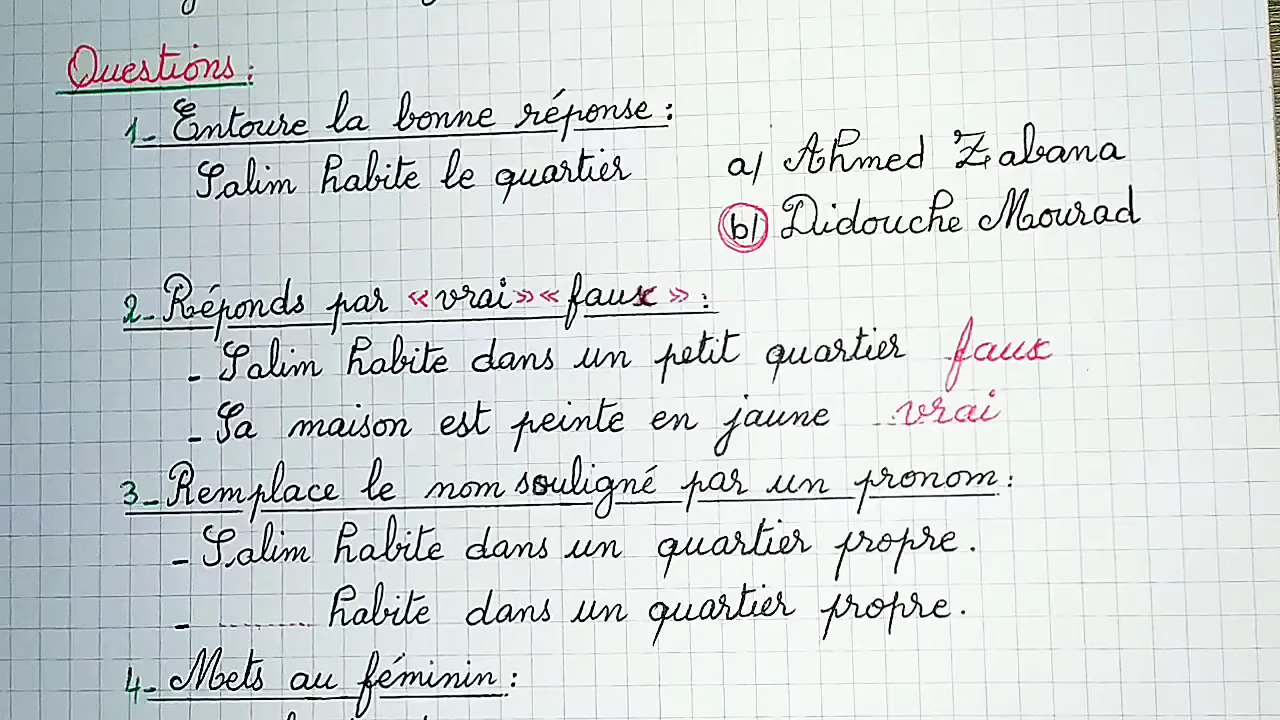 Questions:
1- Entoure la bonne réponse:
Salim habite le quartier a/ Ahmed Zabana
b/ Didouche Mourad
2- Réponds par «vrai» «faux»:
- Salim habite dans un petit quartier faux
- Sa maison est peinte en jaune vrai
3- Remplace le nom souligné par un pronom:
- Salim habite dans un quartier propre.
- .......... habite dans un quartier propre.
4- Mets au féminin: